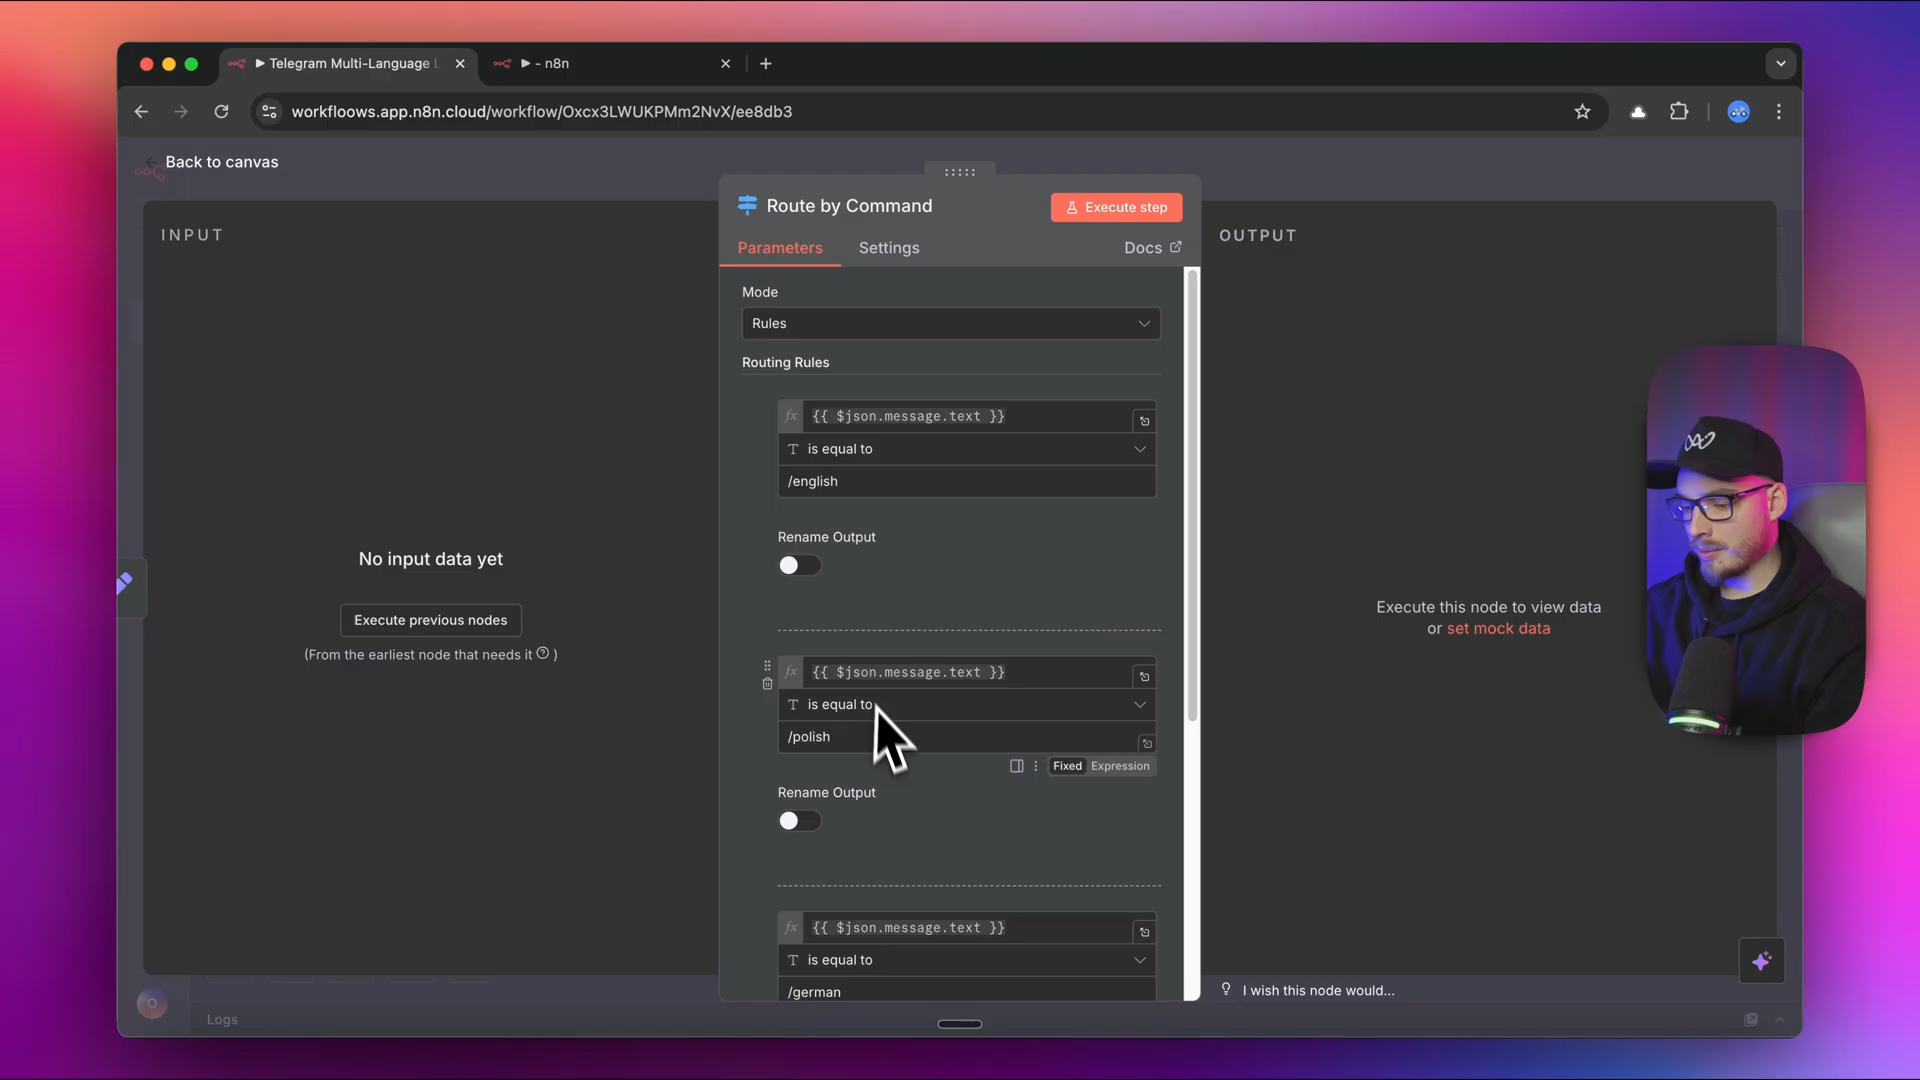 Telegram Multi-Language L
- n8n
workfloows.app.n8n.cloud/workflow/Oxcx3LWUKPMm2NvX/ee8db3
Back to canvas
INPUT
Route by Command
Execute step
OUTPUT
Parameters
Settings
Docs
Mode
Rules
Routing Rules
fx {{ $json.message.text }}
T is equal to
/english
Rename Output
No input data yet
Execute previous nodes
(From the earliest node that needs it ? )
Execute this node to view data
or set mock data
fx {{ $json.message.text }}
T is equal to
/polish
Fixed Expression
Rename Output
fx {{ $json.message.text }}
T is equal to
/german
I wish this node would...
Logs